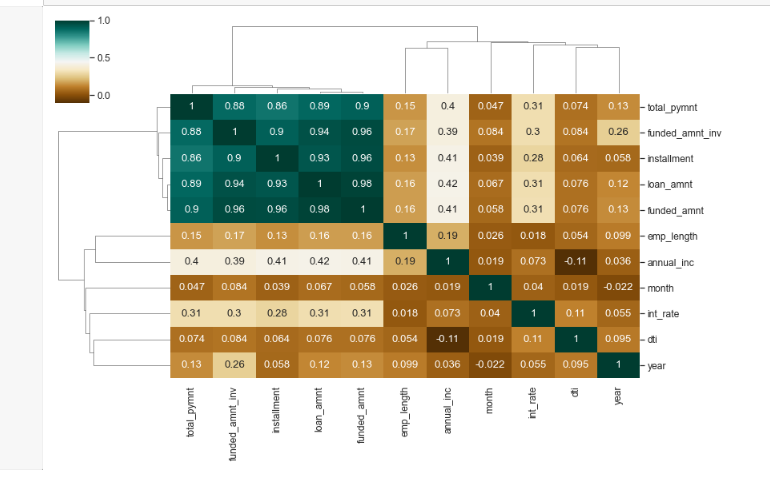 1.0
0.5
0.0
1 0.88 0.86 0.89 0.9 0.15 0.4 0.047 0.31 0.074 0.13 total_pymnt
0.88 1 0.9 0.94 0.96 0.17 0.39 0.084 0.3 0.084 0.26 funded_amnt_inv
0.86 0.9 1 0.93 0.96 0.13 0.41 0.039 0.28 0.064 0.058 installment
0.89 0.94 0.93 1 0.98 0.16 0.42 0.067 0.31 0.076 0.12 loan_amnt
0.9 0.96 0.96 0.98 1 0.16 0.41 0.058 0.31 0.076 0.13 funded_amnt
0.15 0.17 0.13 0.16 0.16 1 0.19 0.026 0.018 0.054 0.099 emp_length
0.4 0.39 0.41 0.42 0.41 0.19 1 0.019 0.073 -0.11 0.036 annual_inc
0.047 0.084 0.039 0.067 0.058 0.026 0.019 1 0.04 0.019 -0.022 month
0.31 0.3 0.28 0.31 0.31 0.018 0.073 0.04 1 0.11 0.055 int_rate
0.074 0.084 0.064 0.076 0.076 0.054 -0.11 0.019 0.11 1 0.095 dti
0.13 0.26 0.058 0.12 0.13 0.099 0.036 -0.022 0.055 0.095 1 year
total_pymnt
funded_amnt_inv
installment
loan_amnt
funded_amnt
emp_length
annual_inc
month
int_rate
dti
year